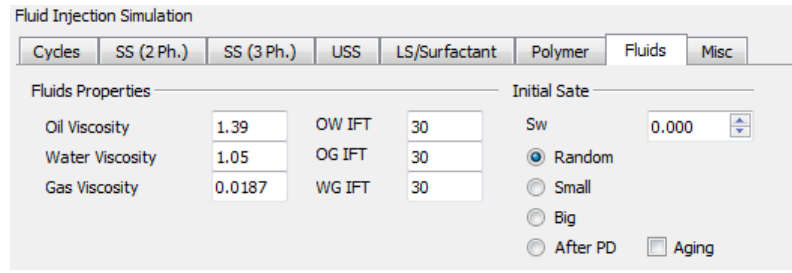 Fluid Injection Simulation
Cycles SS (2 Ph.) SS (3 Ph.) USS LS/Surfactant Polymer Fluids Misc
Fluids Properties Initial Sate
Oil Viscosity 1.39 OW IFT 30 Sw 0.000
Water Viscosity 1.05 OG IFT 30 Random
Gas Viscosity 0.0187 WG IFT 30 Small
Big
After PD Aging